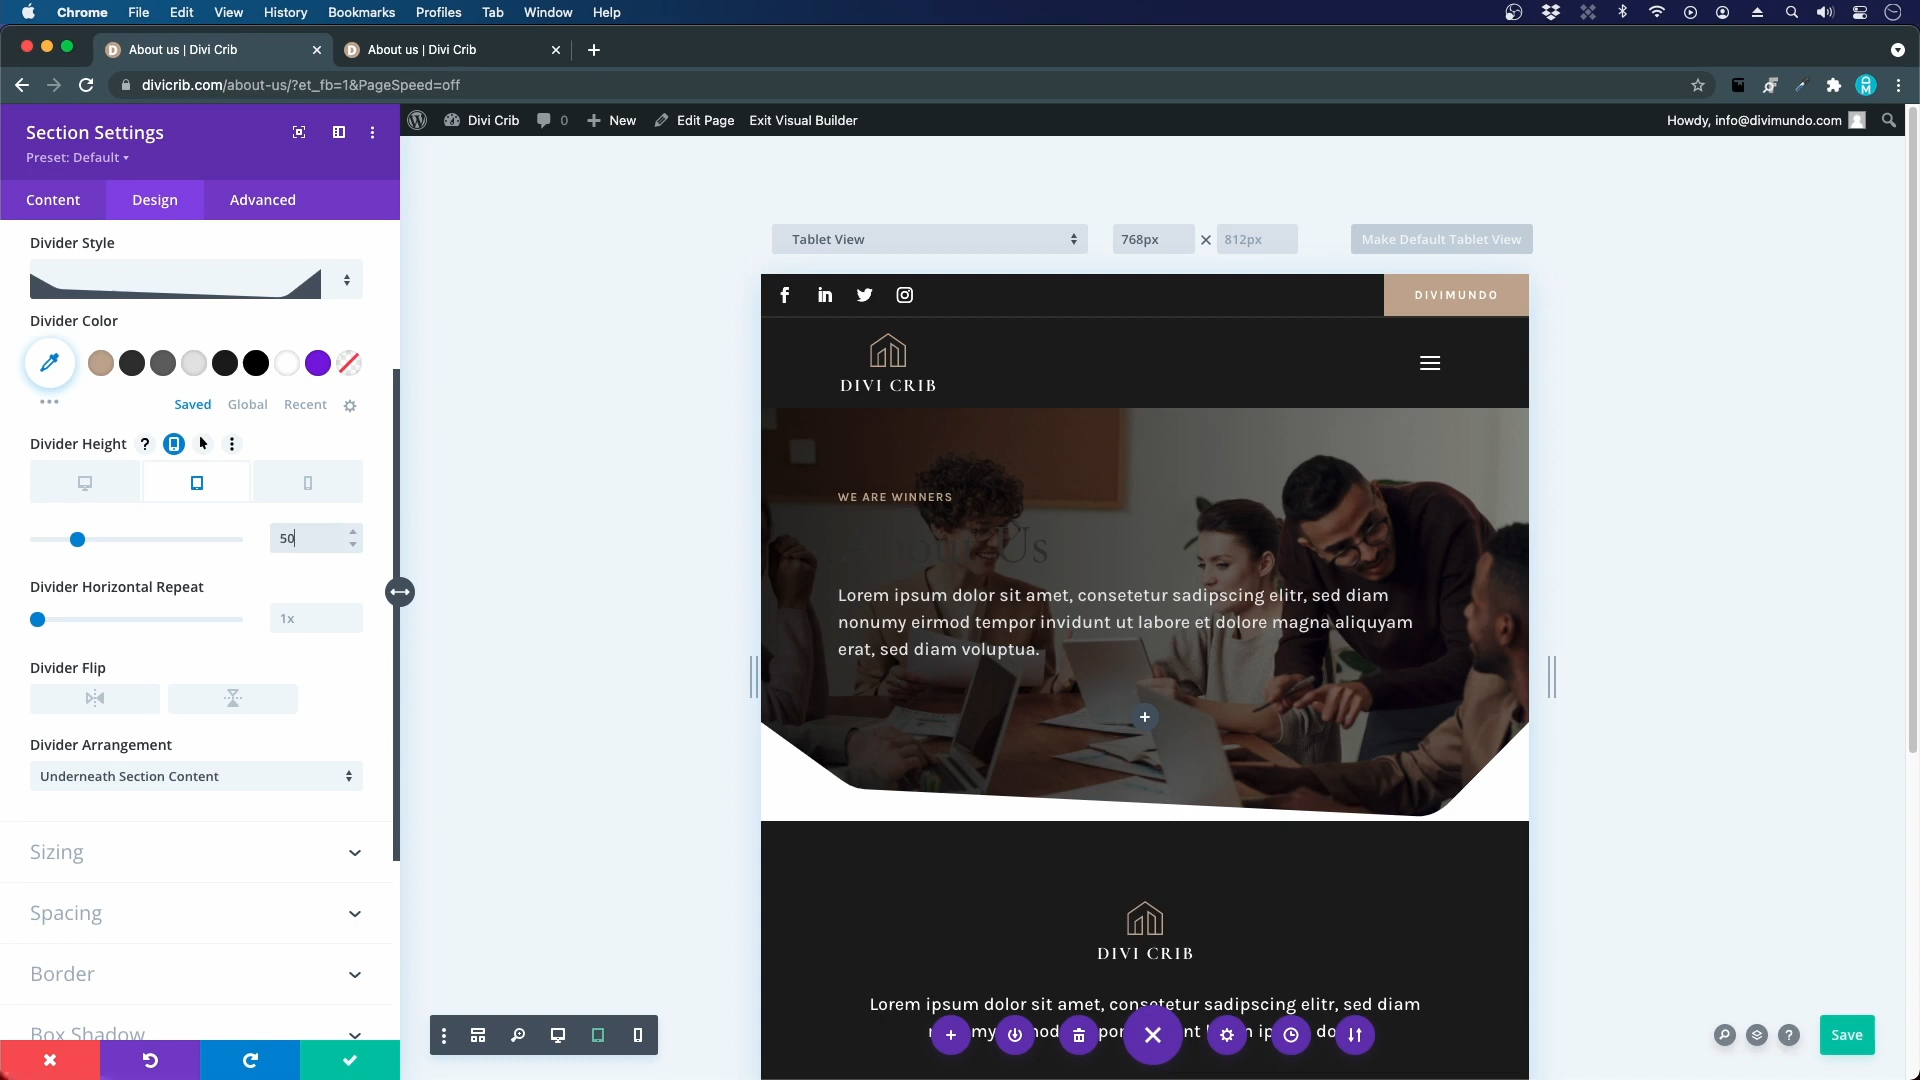 Chrome File Edit View History Bookmarks Profiles Tab Window Help
About us | Divi Crib
About us | Divi Crib
divicrib.com/about-us/?et_fb=1&PageSpeed=off
Section Settings
Preset: Default
Divi Crib 0 New Edit Page Exit Visual Builder
Howdy, info@divimundo.com
Content Design Advanced
Divider Style
Divider Color
Saved Global Recent
Divider Height ?
50
Divider Horizontal Repeat
1x
Divider Flip
Divider Arrangement
Underneath Section Content
Sizing
Spacing
Border
Box Shadow
Tablet View
768px × 812px
Make Default Tablet View
DIVIMUNDO
DIVI CRIB
WE ARE WINNERS
About Us
Lorem ipsum dolor sit amet, consetetur sadipscing elitr, sed diam
nonumy eirmod tempor invidunt ut labore et dolore magna aliquyam
erat, sed diam voluptua.
DIVI CRIB
Lorem ipsum dolor sit amet, consetetur sadipscing elitr, sed diam
?
Save